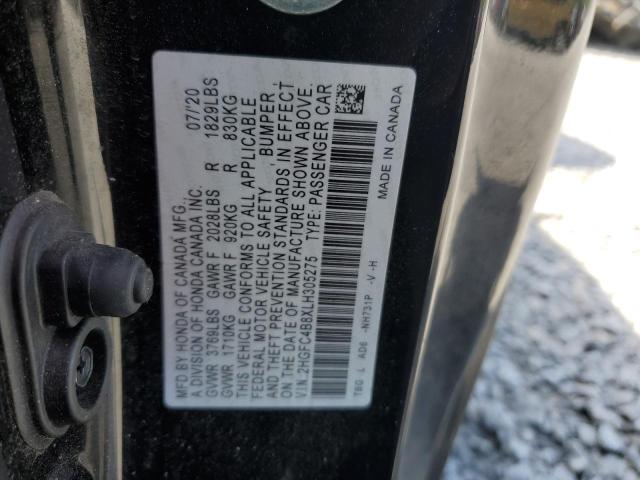 MFD BY HONDA OF CANADA MFG., 07/'20
A DIVISION OF HONDA CANADA INC.
GVWR 3769LBS GAWR F 2028LBS R 1829LBS
GVWR 1710KG GAWR F 920KG R 830KG
THIS VEHICLE CONFORMS TO ALL APPLICABLE
FEDERAL MOTOR VEHICLE SAFETY, BUMPER,
AND THEFT PREVENTION STANDARDS IN EFFECT
ON THE DATE OF MANUFACTURE SHOWN ABOVE.
VIN. 2HGFC4B8XLH305275 TYPE: PASSENGER CAR
TBG L AD6 -NH731P -V -H
MADE IN CANADA